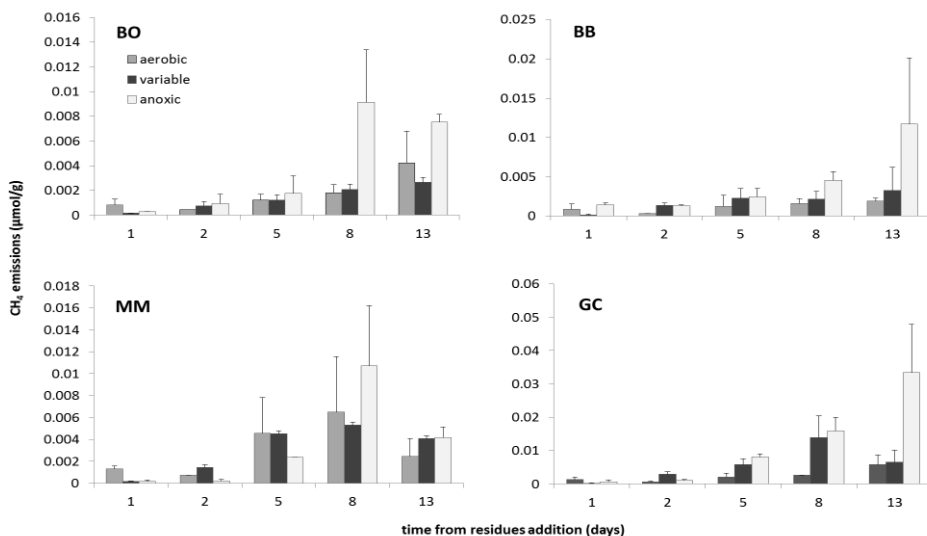 BO
0.016
0.014
0.012
0.01
0.008
0.006
0.004
0.002
0
aerobic
variable
anoxic
1 2 5 8 13
BB
0.025
0.02
0.015
0.01
0.005
0
1 2 5 8 13
CH₄ emissions (µmol/g)
MM
0.018
0.016
0.014
0.012
0.01
0.008
0.006
0.004
0.002
0
1 2 5 8 13
GC
0.06
0.05
0.04
0.03
0.02
0.01
0
1 2 5 8 13
time from residues addition (days)